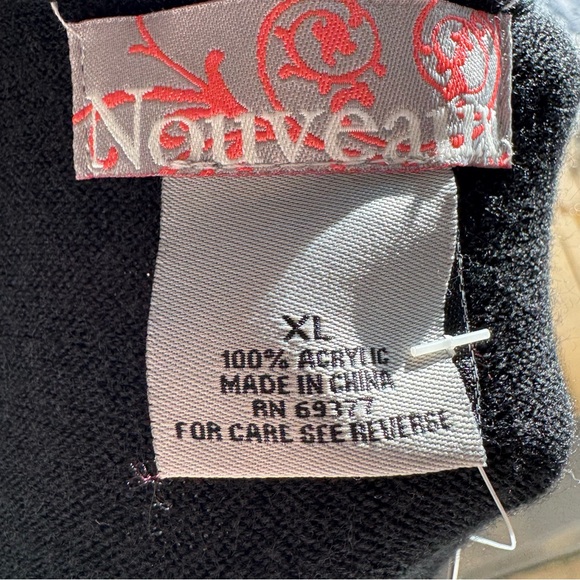 Nouveaux
XL
100% ACRYLIC
MADE IN CHINA
RN 69377
FOR CARE SEE REVERSE